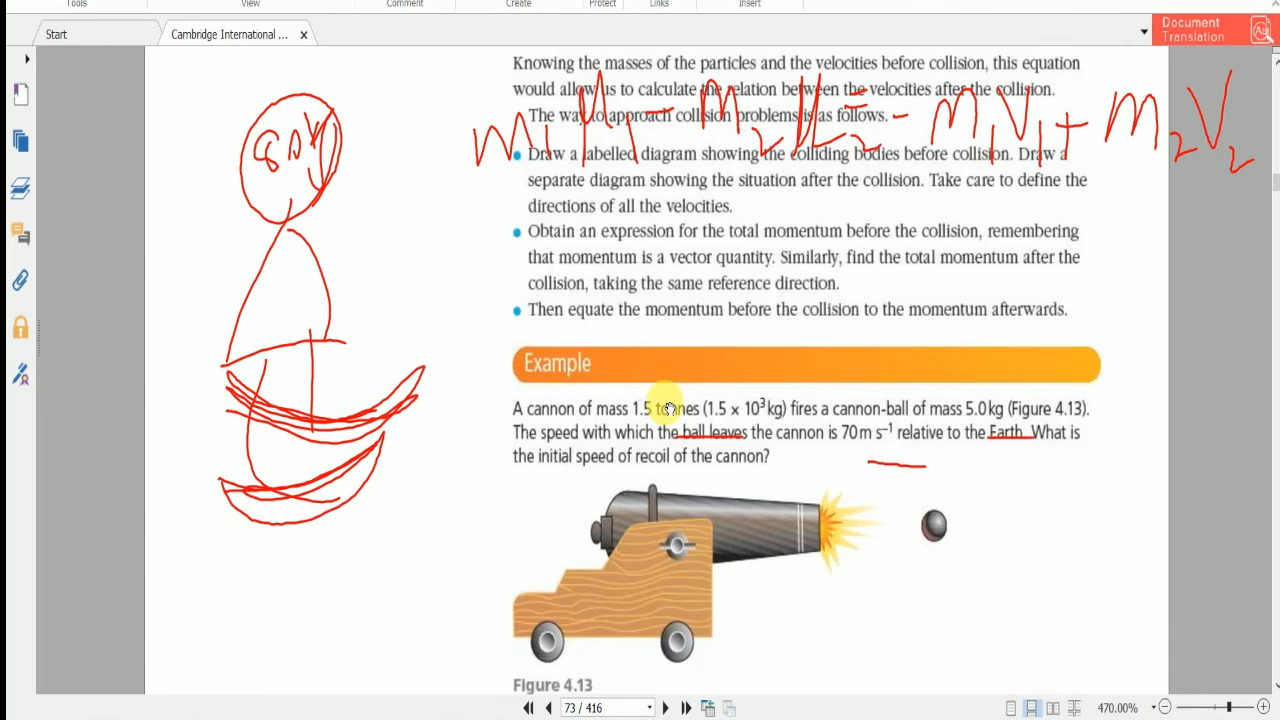 Tools View Comment Create Protect Links Insert
Start Cambridge International ... ×
Document
Translation
Knowing the masses of the particles and the velocities before collision, this equation
would allow us to calculate the relation between the velocities after the collision.
The way to approach collision problems is as follows.
m₁μ₁ - m₂μ₂ = - m₁V₁ + m₂V₂
BOY
• Draw a labelled diagram showing the colliding bodies before collision. Draw a
separate diagram showing the situation after the collision. Take care to define the
directions of all the velocities.
• Obtain an expression for the total momentum before the collision, remembering
that momentum is a vector quantity. Similarly, find the total momentum after the
collision, taking the same reference direction.
• Then equate the momentum before the collision to the momentum afterwards.
Example
A cannon of mass 1.5 tonnes (1.5 × 10³ kg) fires a cannon-ball of mass 5.0 kg (Figure 4.13).
The speed with which the ball leaves the cannon is 70 m s⁻¹ relative to the Earth. What is
the initial speed of recoil of the cannon?
Figure 4.13
73 / 416 470.00%